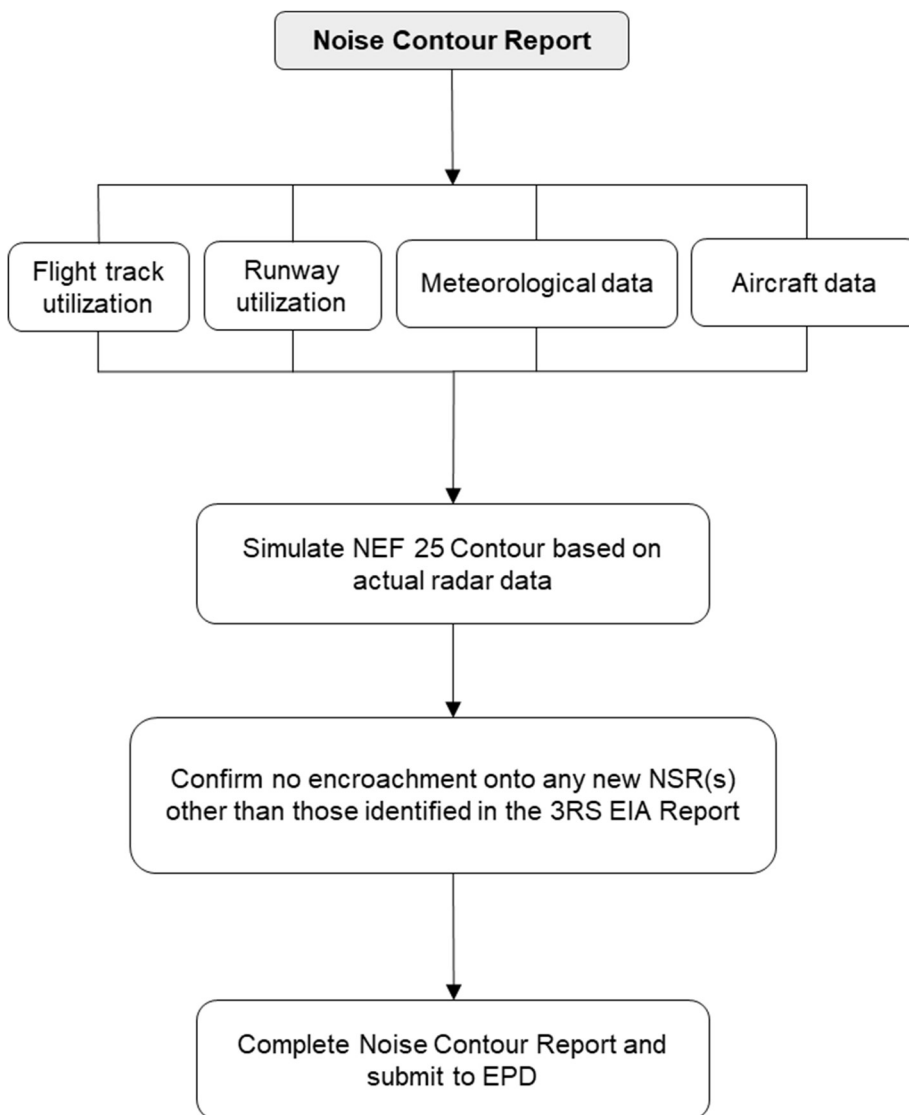 Noise Contour Report
Flight track
utilization
Runway
utilization
Meteorological data
Aircraft data
Simulate NEF 25 Contour based on
actual radar data
Confirm no encroachment onto any new NSR(s)
other than those identified in the 3RS EIA Report
Complete Noise Contour Report and
submit to EPD